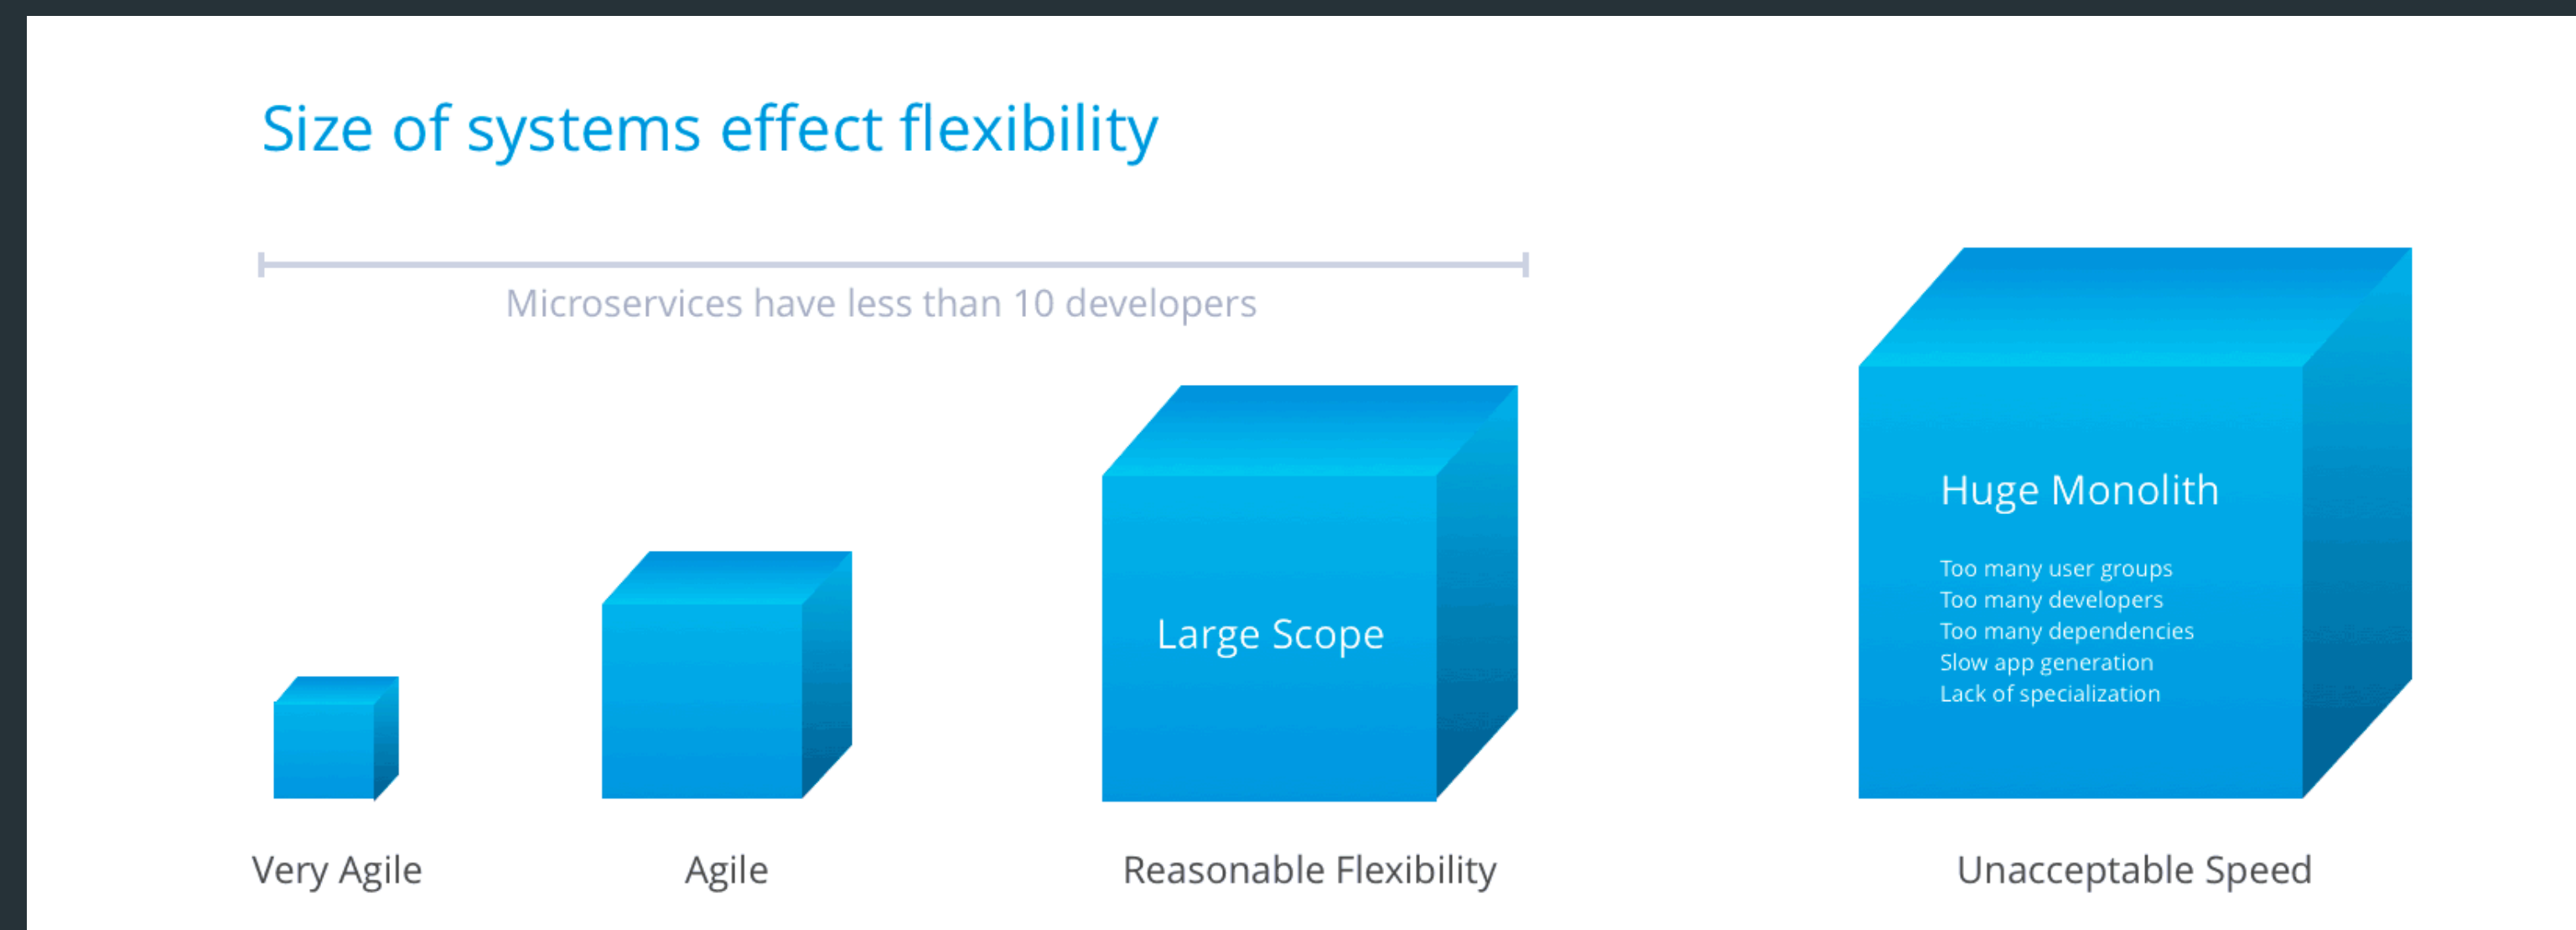 Size of systems effect flexibility
Microservices have less than 10 developers
Large Scope
Huge Monolith
Too many user groups
Too many developers
Too many dependencies
Slow app generation
Lack of specialization
Very Agile
Agile
Reasonable Flexibility
Unacceptable Speed